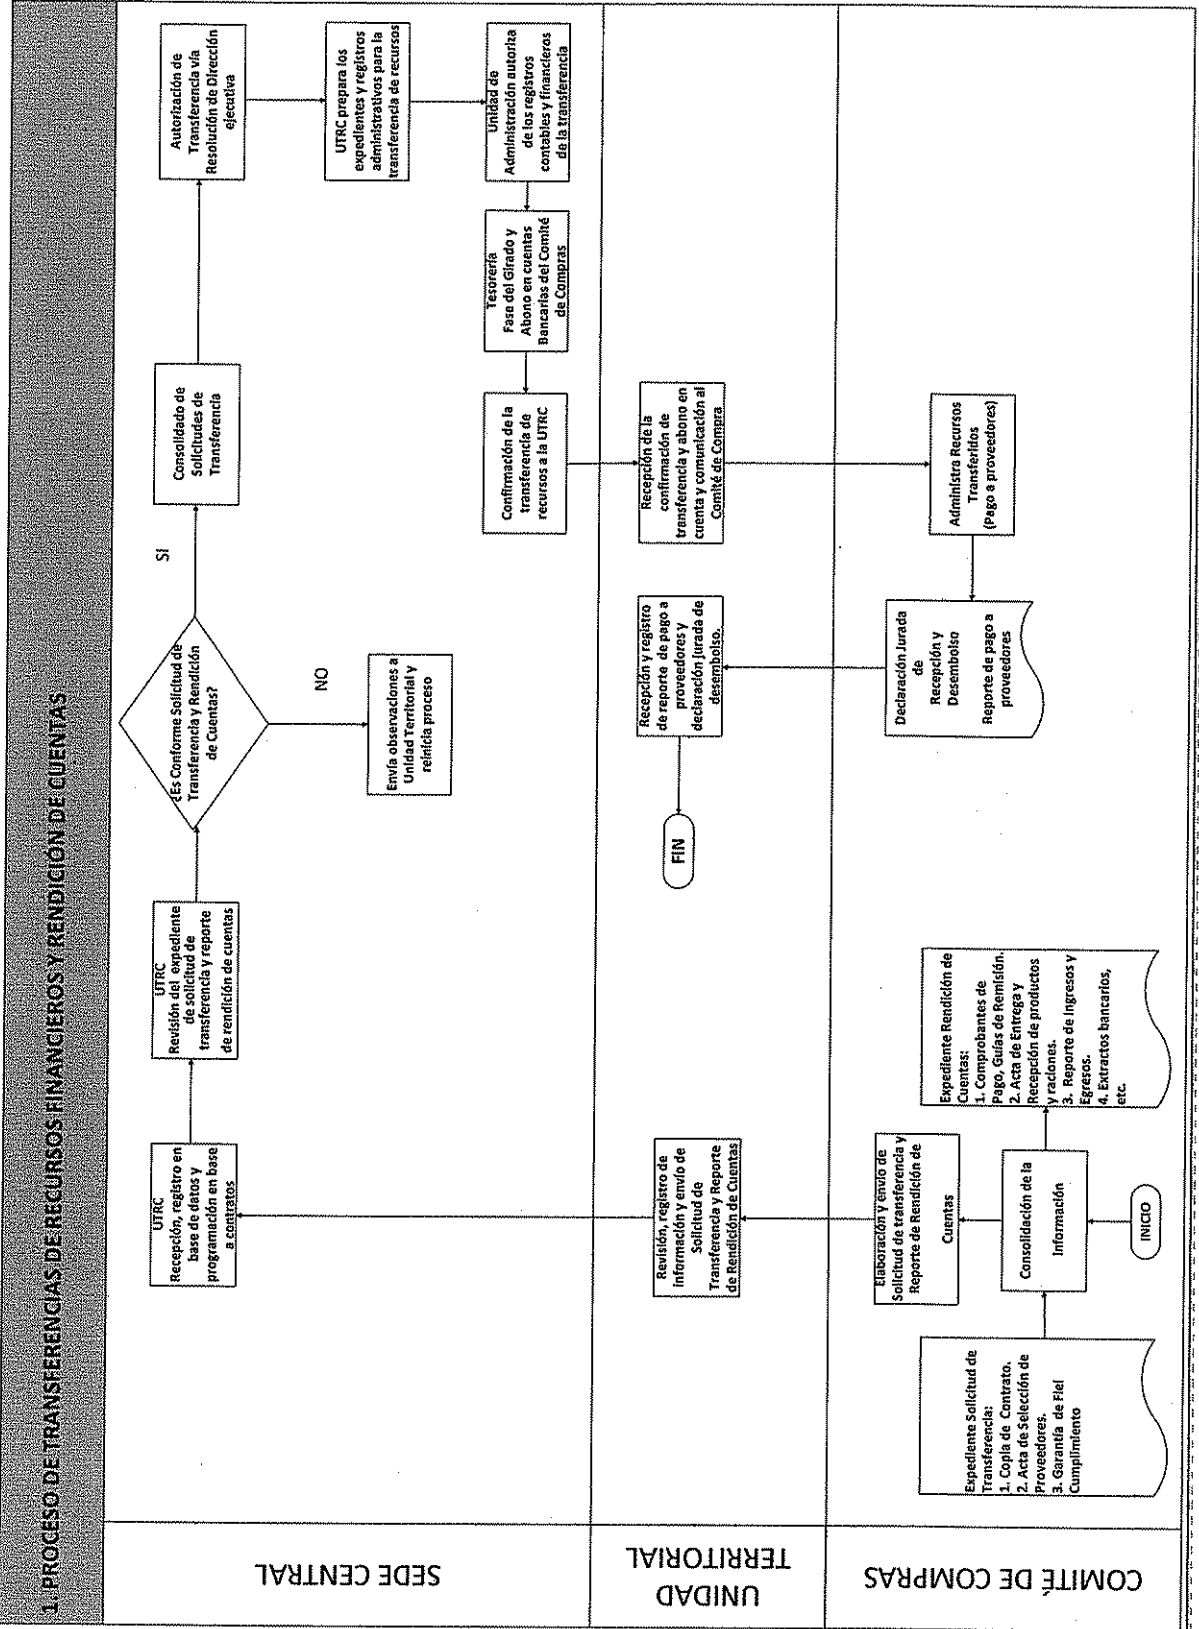 1. PROCESO DE TRANSFERENCIAS DE RECURSOS FINANCIEROS Y RENDICIÓN DE CUENTAS
SEDE CENTRAL
UTRC
Recepción, registro en
base de datos y
programación en base
a contratos
UTRC
Revisión del expediente
de solicitud de
transferencia y reporte
de rendición de cuentas
¿Es Conforme Solicitud de
Transferencia y Rendición
de Cuentas?
SI
NO
Envía observaciones a
Unidad Territorial y
reinicia proceso
Consolidado de
Solicitudes de
Transferencia
Autorización de
Transferencia vía
Resolución de Dirección
ejecutiva
UTRC prepara los
expedientes y registros
administrativos para la
transferencia de recursos
Unidad de
Administración autoriza
de los registros
contables y financieros
de la transferencia
Tesorería
Fase del Girado y
Abono en cuentas
Bancarias del Comité
de Compras
Confirmación de la
transferencia de
recursos a la UTRC
UNIDAD
TERRITORIAL
Revisión, registro de
información y envío de
Solicitud de
Transferencia y Reporte
de Rendición de Cuentas
FIN
Recepción y registro
de reporte de pago a
proveedores y
declaración Jurada de
desembolso.
Recepción de la
confirmación de
transferencia y abono en
cuenta y comunicación al
Comité de Compra
COMITÉ DE COMPRAS
Expediente Solicitud de
Transferencia:
1. Copia de Contrato.
2. Acta de Selección de
Proveedores.
3. Garantía de Fiel
Cumplimiento
Elaboración y envío de
Solicitud de transferencia y
Reporte de Rendición de
Cuentas
Consolidación de la
Información
INICIO
Expediente Rendición de
Cuentas:
1. Comprobantes de
Pago, Guías de Remisión.
2. Acta de Entrega y
Recepción de productos
y raciones.
3. Reporte de Ingresos y
Egresos.
4. Extractos bancarios,
etc.
Declaración Jurada
de
Recepción y
Desembolso
Reporte de pago a
proveedores
Administra Recursos
Transferidos
(Pago a proveedores)